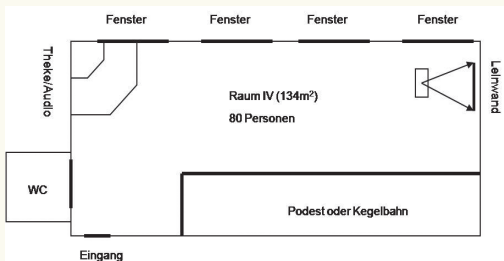 Fenster Fenster Fenster Fenster
Theke/Audio
Leinwand
Raum IV (134m²)
80 Personen
WC
Podest oder Kegelbahn
Eingang